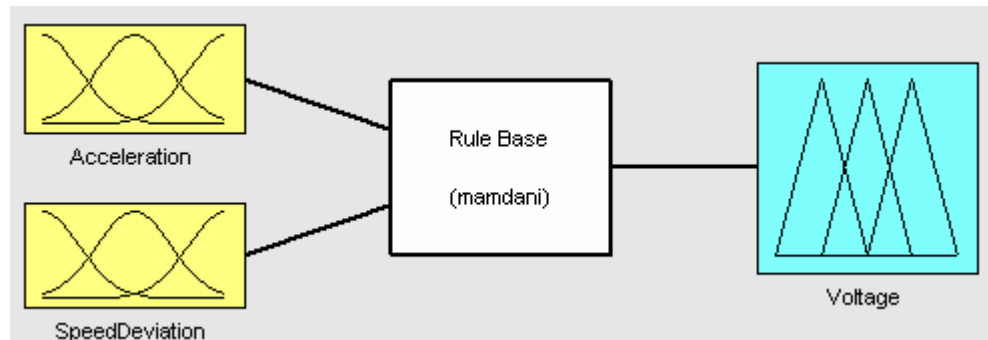 Acceleration
SpeedDeviation
Rule Base
(mamdani)
Voltage